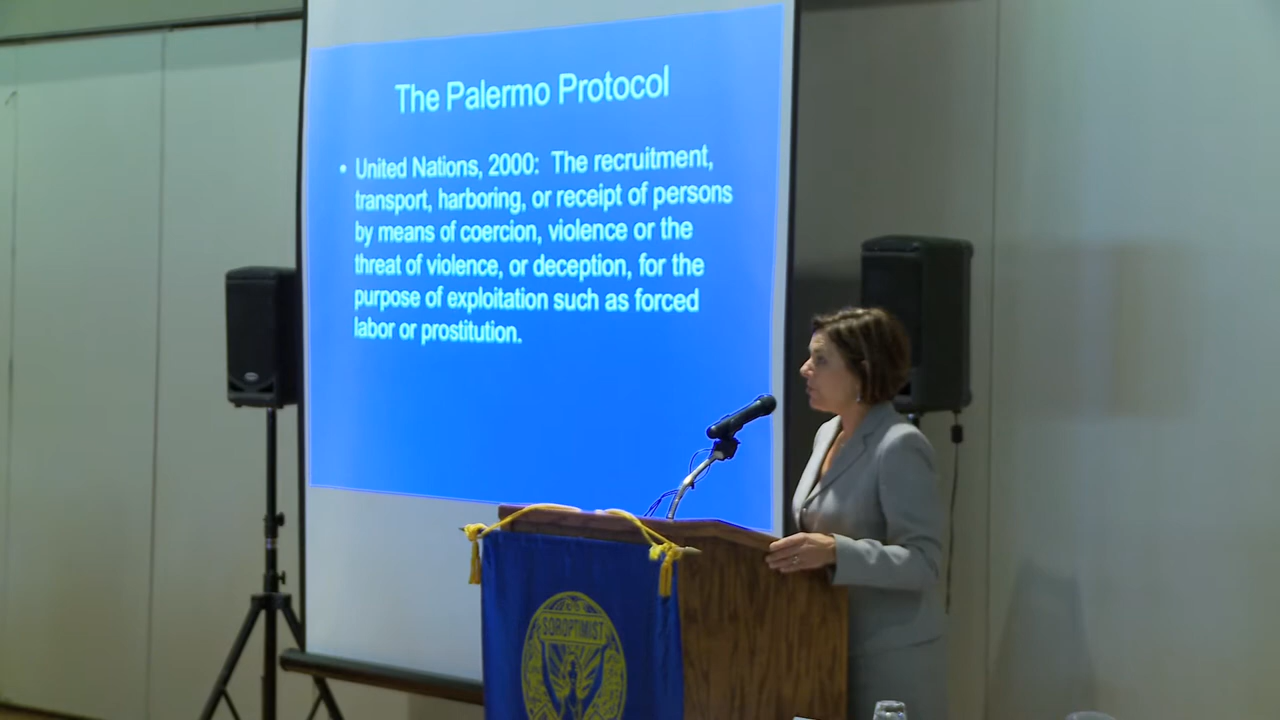 The Palermo Protocol
• United Nations, 2000: The recruitment,
transport, harboring, or receipt of persons
by means of coercion, violence or the
threat of violence, or deception, for the
purpose of exploitation such as forced
labor or prostitution.
SOROPTIMIST